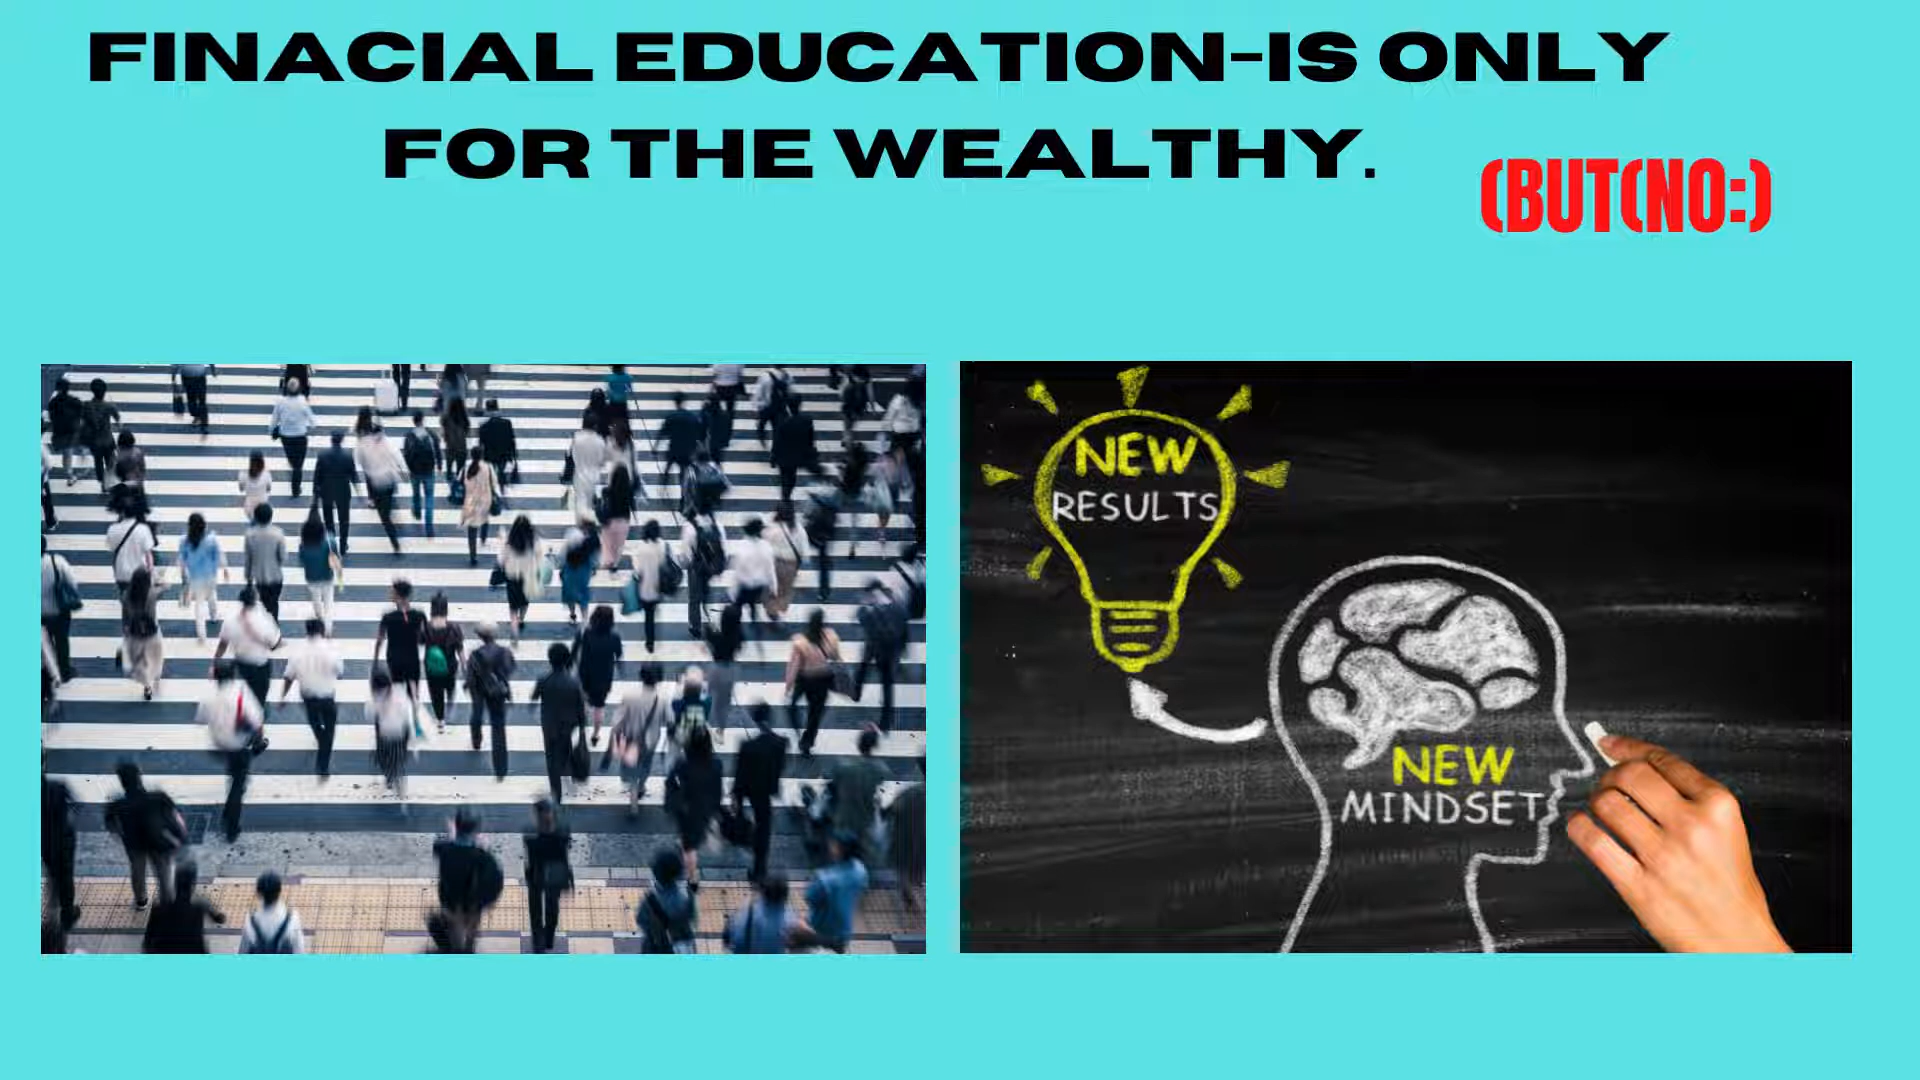 FINACIAL EDUCATION-IS ONLY
FOR THE WEALTHY.
(BUT(NO:)
NEW
RESULTS
NEW
MINDSET